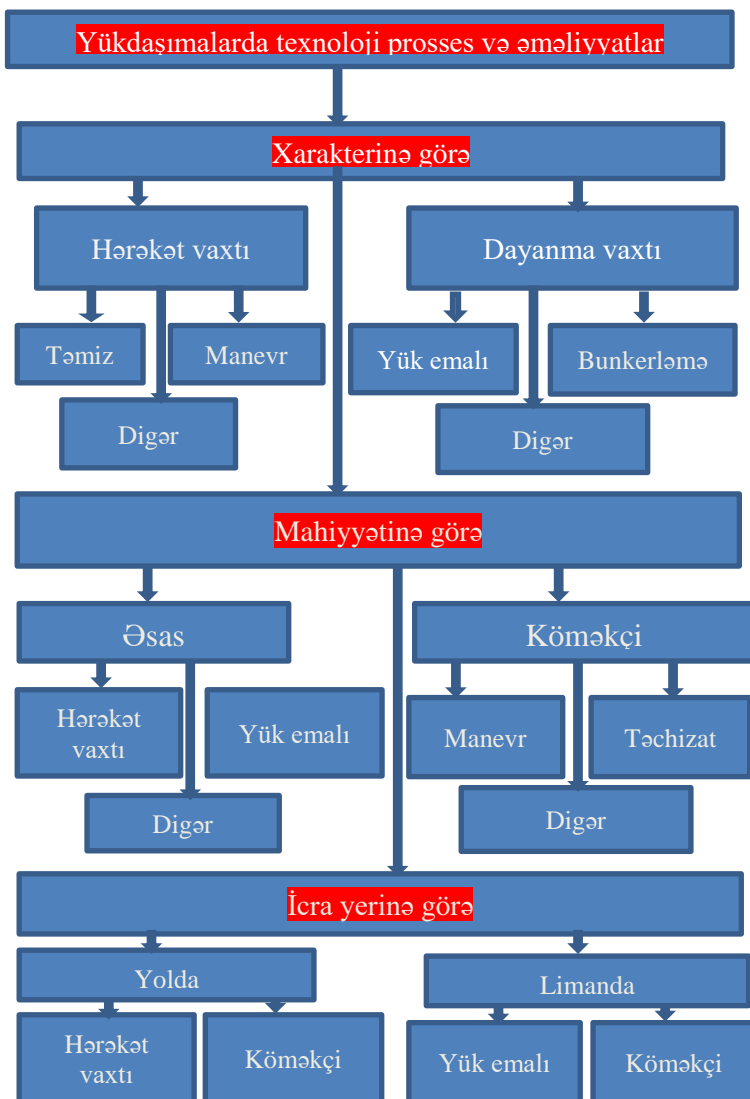 Yükdaşımalarda texnoloji prosses və əməliyyatlar
Xarakterinə görə
Hərəkət vaxtı
Dayanma vaxtı
Təmiz
Manevr
Yük emalı
Bunkerləmə
Digər
Digər
Mahiyyətinə görə
Əsas
Köməkçi
Hərəkət
vaxtı
Yük emalı
Manevr
Təchizat
Digər
Digər
İcra yerinə görə
Yolda
Limanda
Hərəkət
vaxtı
Köməkçi
Yük emalı
Köməkçi